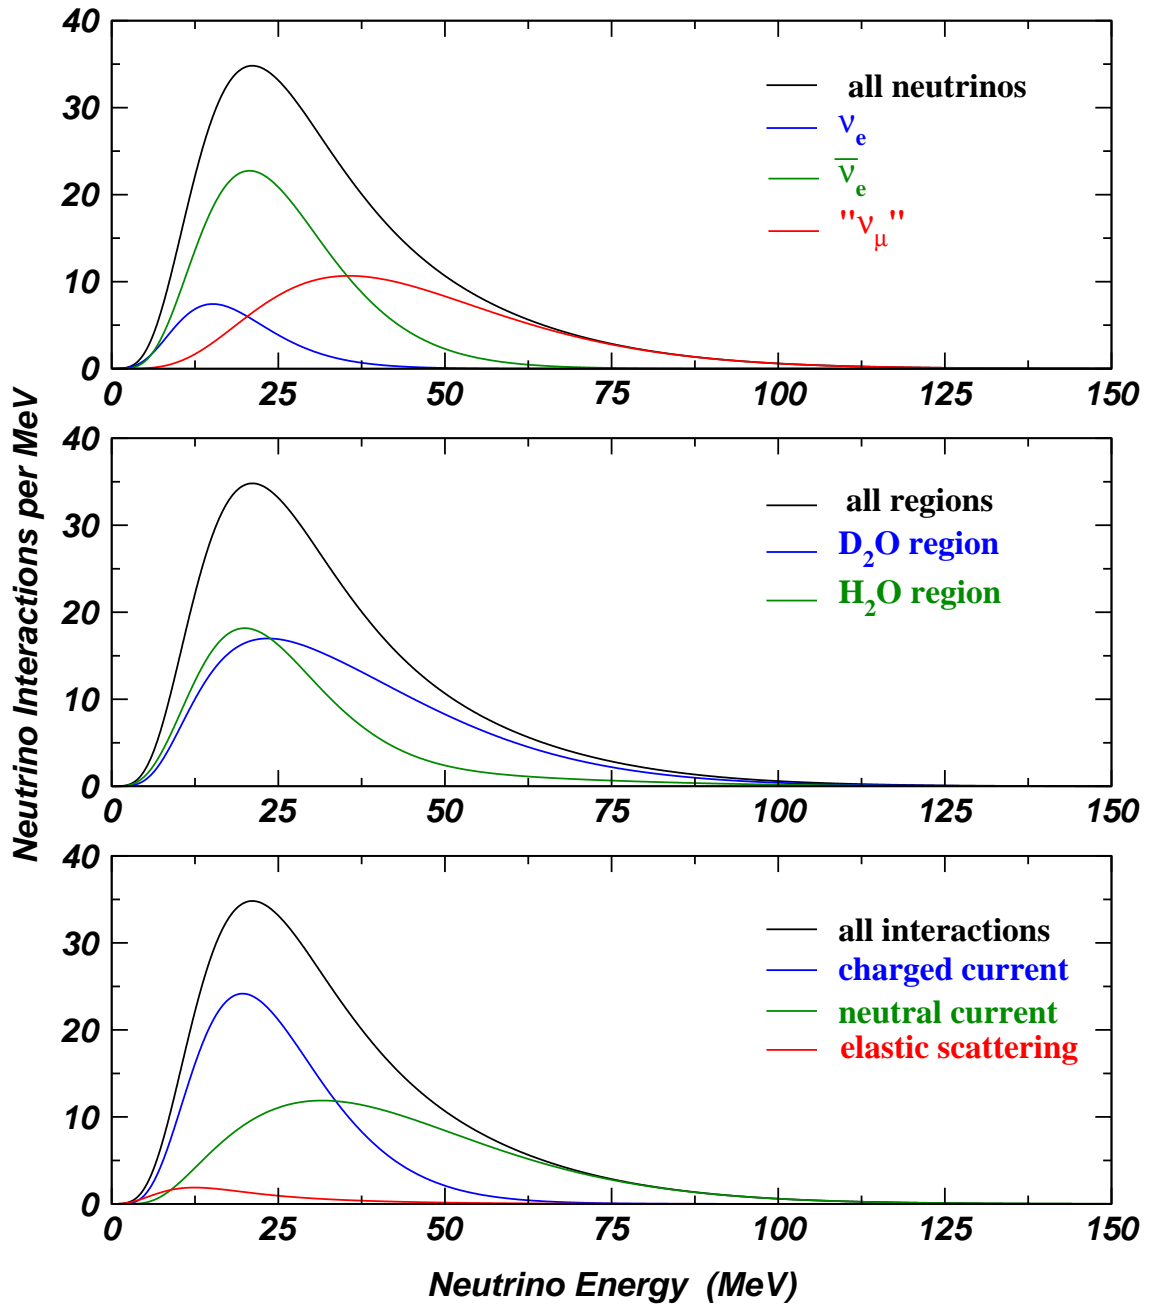 40
30
20
10
0
0 25 50 75 100 125 150
all neutrinos
νₑ
ν̅ₑ
"ν_μ"
40
30
20
10
0
0 25 50 75 100 125 150
all regions
D₂O region
H₂O region
40
30
20
10
0
0 25 50 75 100 125 150
all interactions
charged current
neutral current
elastic scattering
Neutrino Interactions per MeV
Neutrino Energy (MeV)